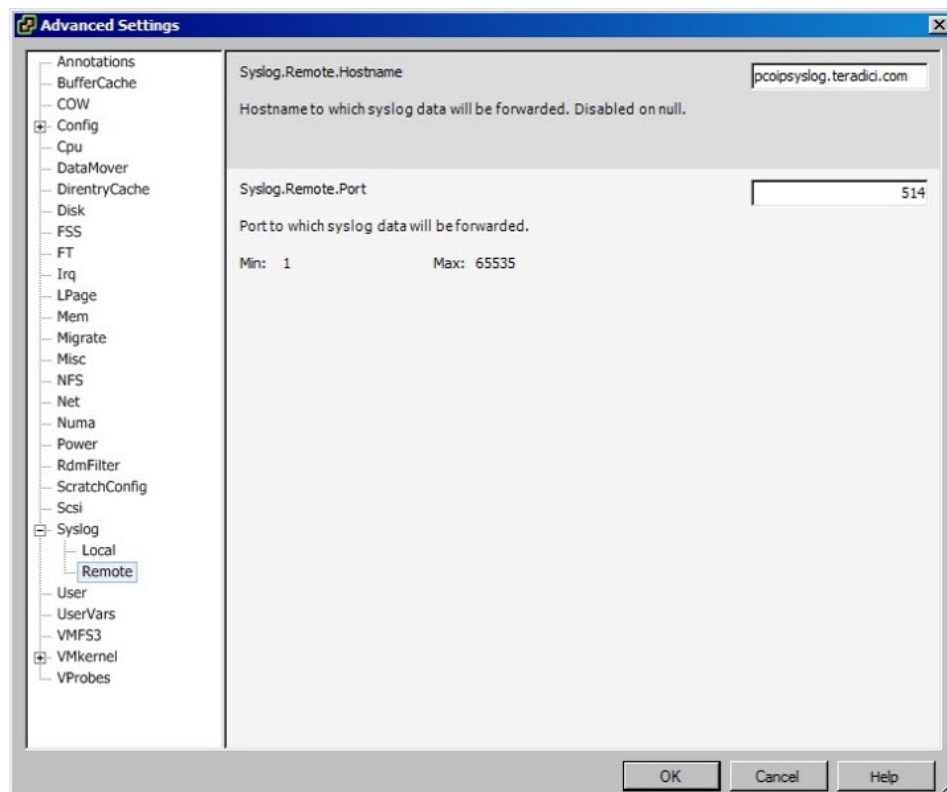 Advanced Settings
Annotations
BufferCache
COW
Config
Cpu
DataMover
DirentryCache
Disk
FSS
FT
Irq
LPage
Mem
Migrate
Misc
NFS
Net
Numa
Power
RdmFilter
ScratchConfig
Scsi
Syslog
Local
Remote
User
UserVars
VMFS3
VMkernel
VProbes
Syslog.Remote.Hostname
pcoipsyslog.teradici.com
Hostname to which syslog data will be forwarded. Disabled on null.
Syslog.Remote.Port
514
Port to which syslog data will be forwarded.
Min: 1 Max: 65535
OK Cancel Help